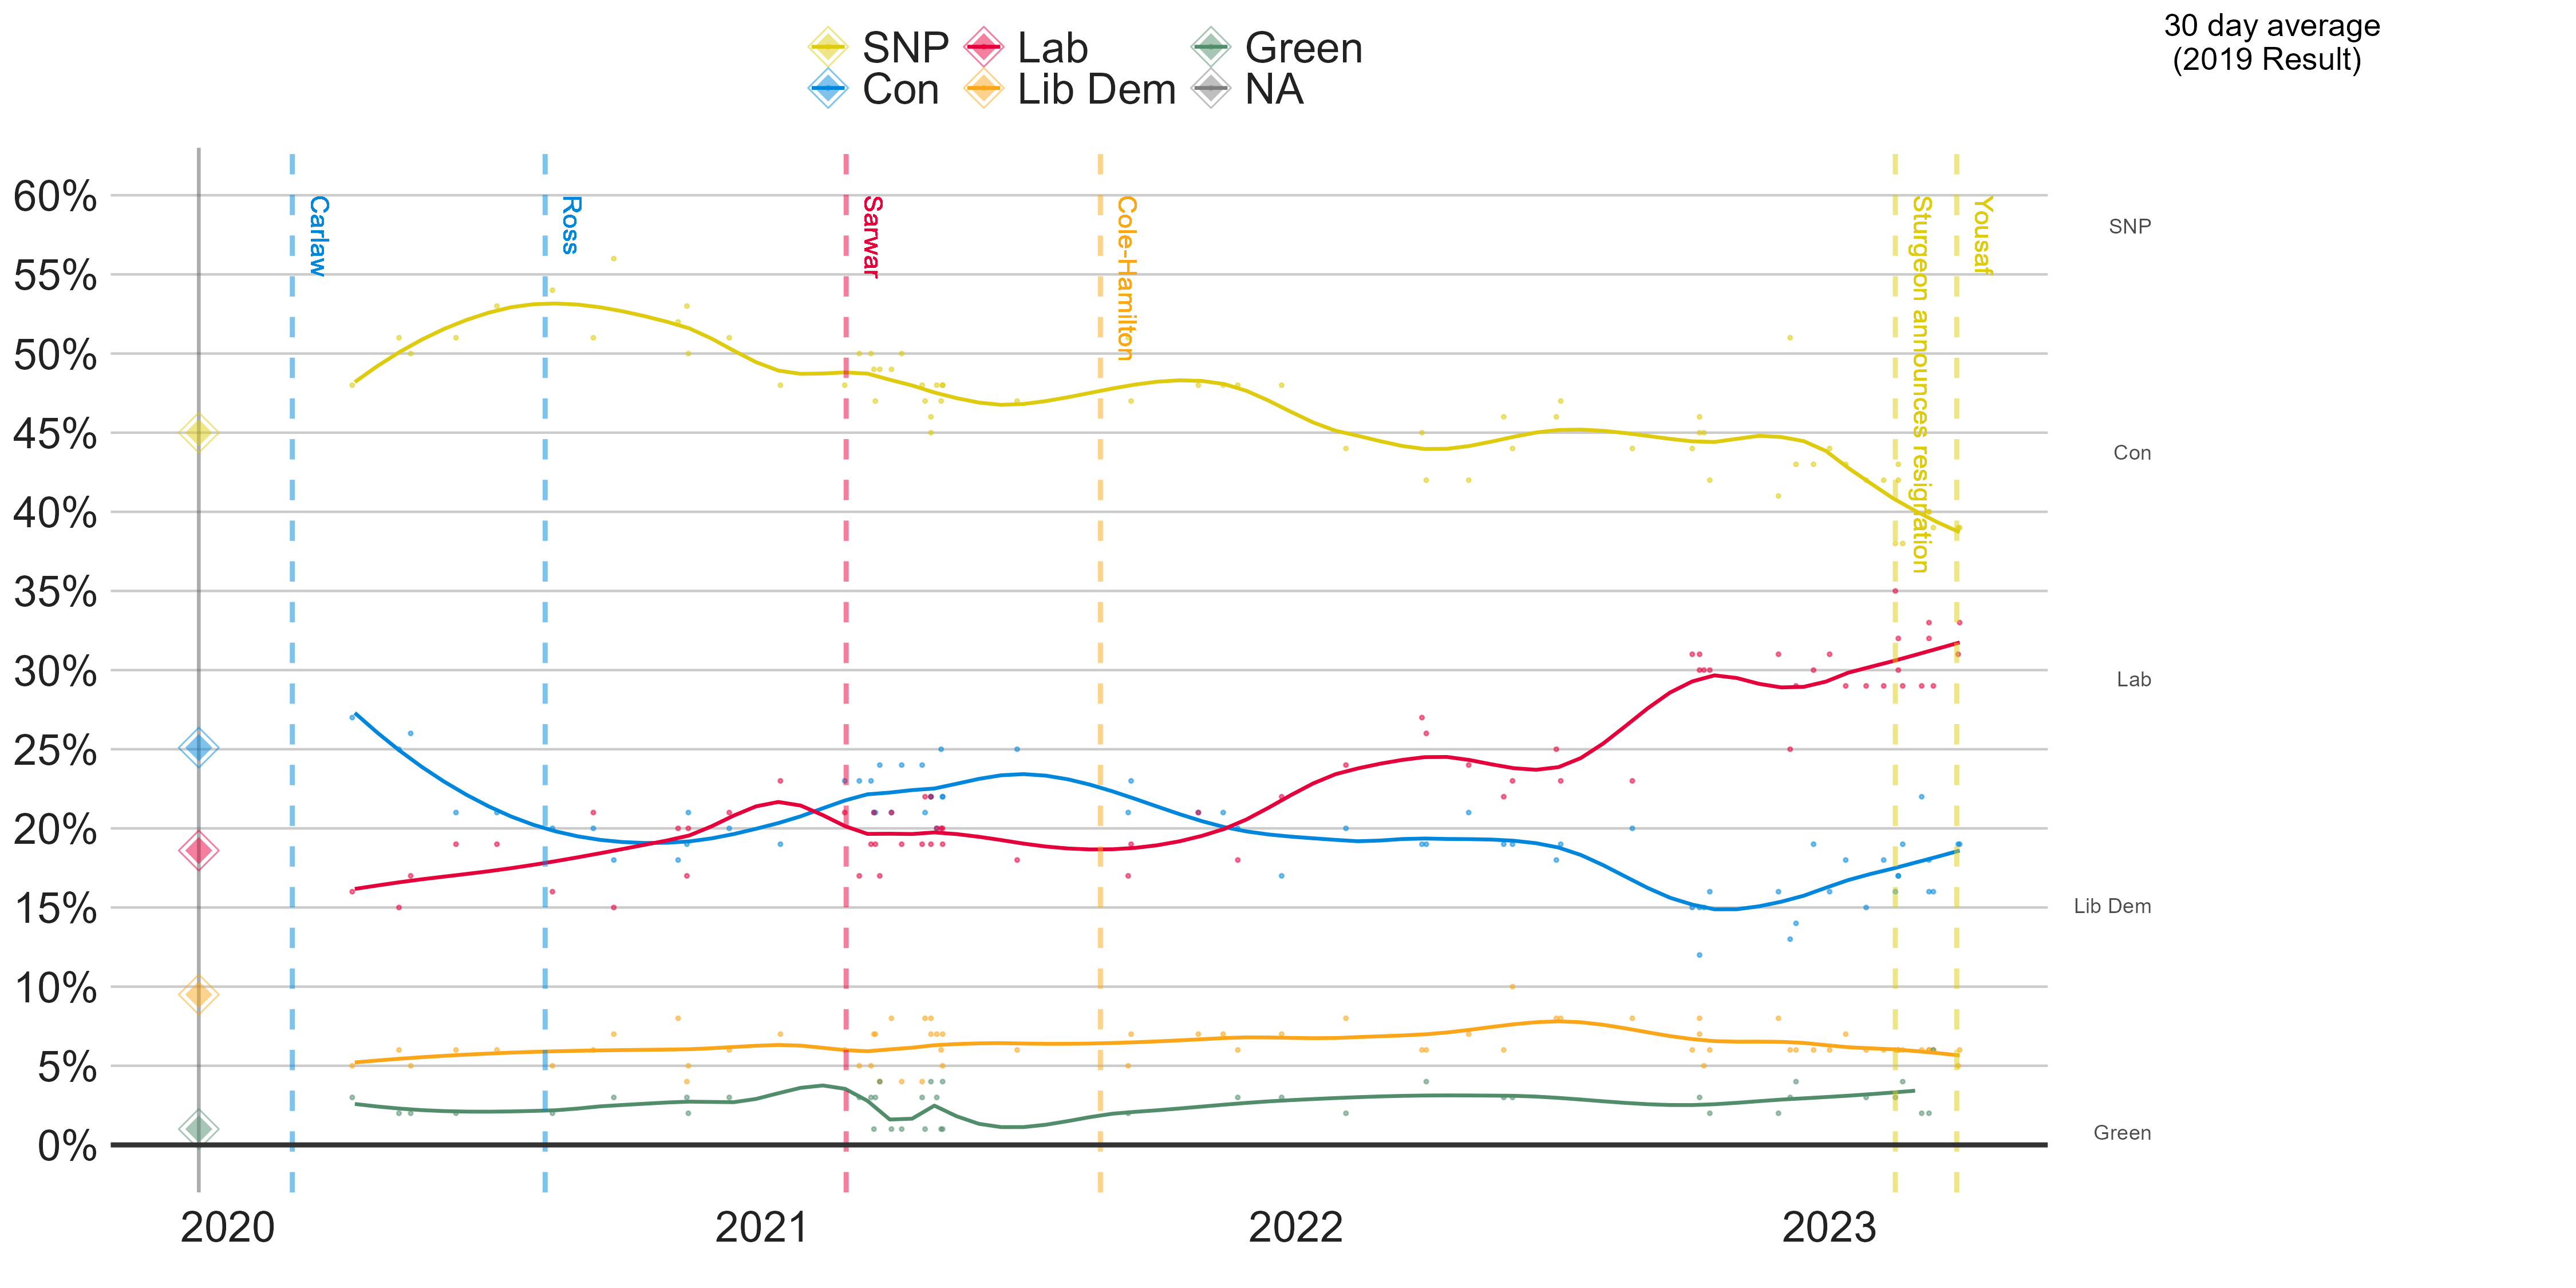 SNP Lab Green
Con Lib Dem NA
30 day average
(2019 Result)
60%
55%
50%
45%
40%
35%
30%
25%
20%
15%
10%
5%
0%
Carlaw
Ross
Sarwar
Cole-Hamilton
Sturgeon announces resignation
Yousaf
SNP
Con
Lab
Lib Dem
Green
2020 2021 2022 2023